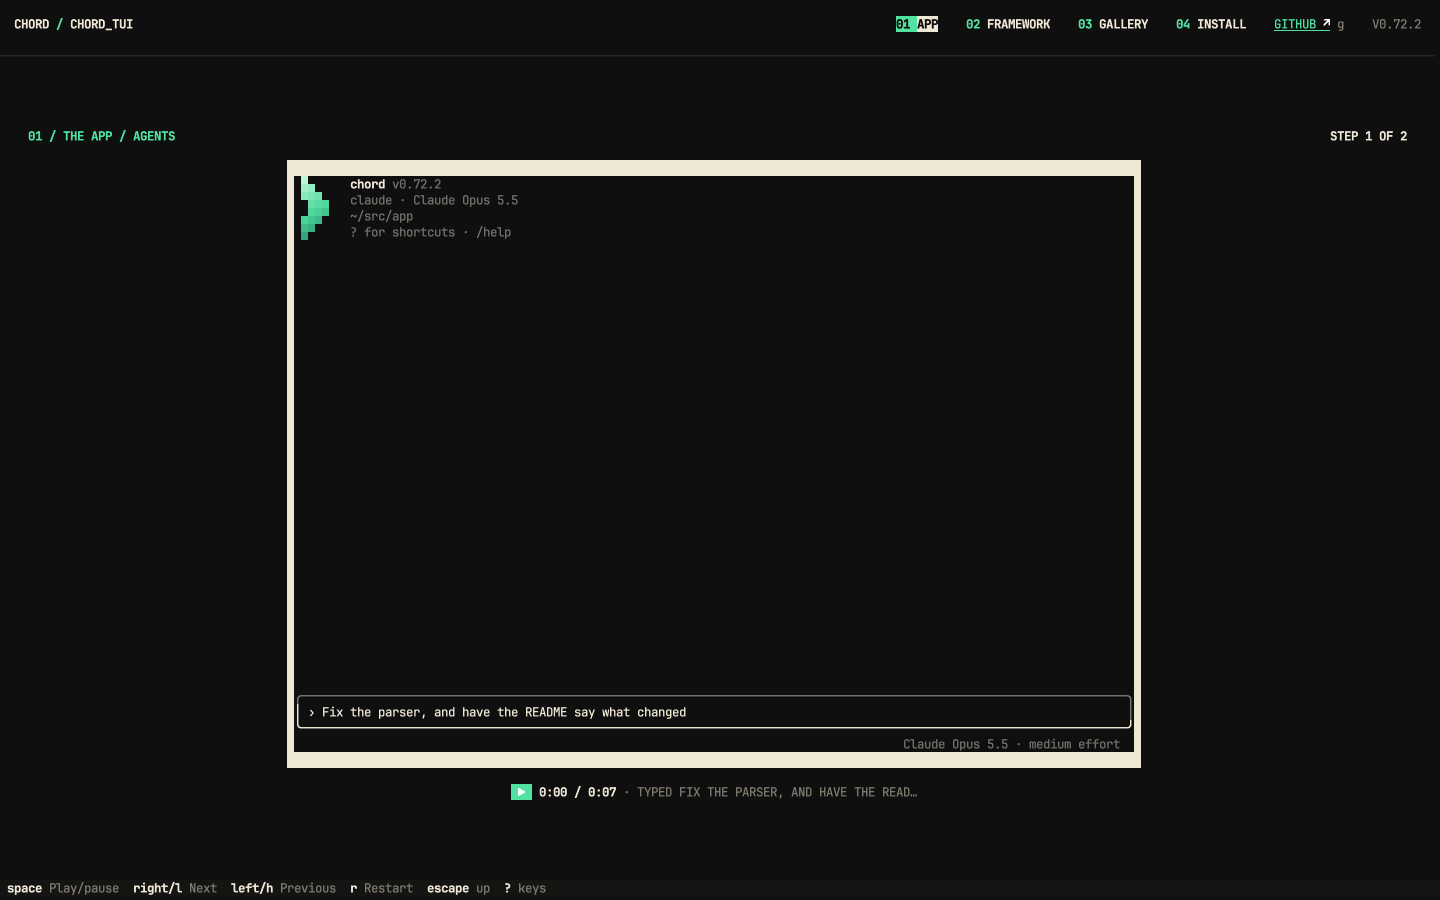 CHORD / CHORD_TUI
01 APP 02 FRAMEWORK 03 GALLERY 04 INSTALL GITHUB ↗ g V0.72.2
01 / THE APP / AGENTS
STEP 1 OF 2
chord v0.72.2
claude · Claude Opus 5.5
~/src/app
? for shortcuts · /help
› Fix the parser, and have the README say what changed
Claude Opus 5.5 · medium effort
0:00 / 0:07 · TYPED FIX THE PARSER, AND HAVE THE READ…
space Play/pause right/l Next left/h Previous r Restart escape up ? keys